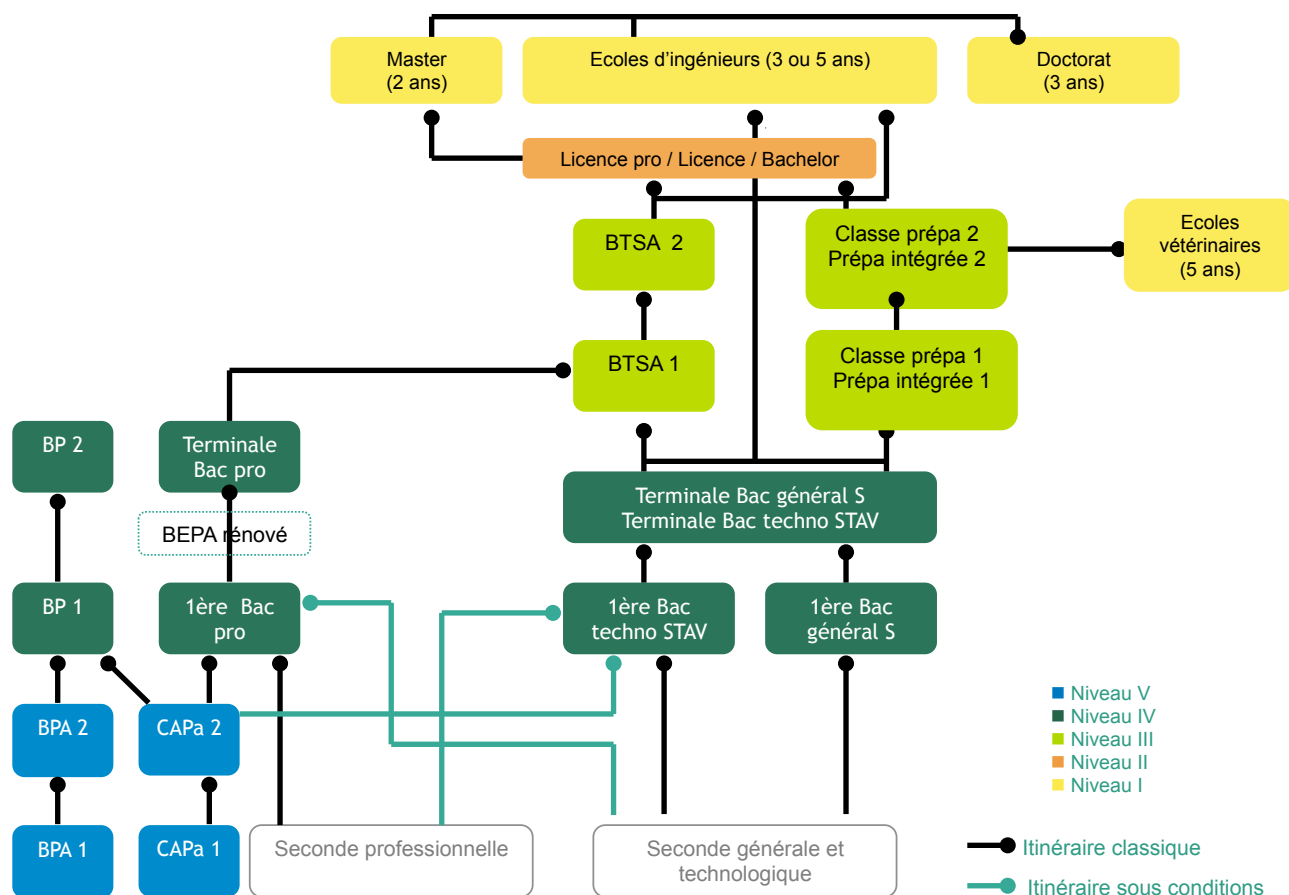 Master
(2 ans)
Ecoles d'ingénieurs (3 ou 5 ans)
Doctorat
(3 ans)
Licence pro / Licence / Bachelor
BTSA 2
Classe prépa 2
Prépa intégrée 2
Ecoles
vétérinaires
(5 ans)
BTSA 1
Classe prépa 1
Prépa intégrée 1
BP 2
Terminale
Bac pro
Terminale Bac général S
Terminale Bac techno STAV
BEPA rénové
BP 1
1ère Bac
pro
1ère Bac
techno STAV
1ère Bac
général S
BPA 2
CAPa 2
Niveau V
Niveau IV
Niveau III
Niveau II
Niveau I
BPA 1
CAPa 1
Seconde professionnelle
Seconde générale et
technologique
Itinéraire classique
Itinéraire sous conditions